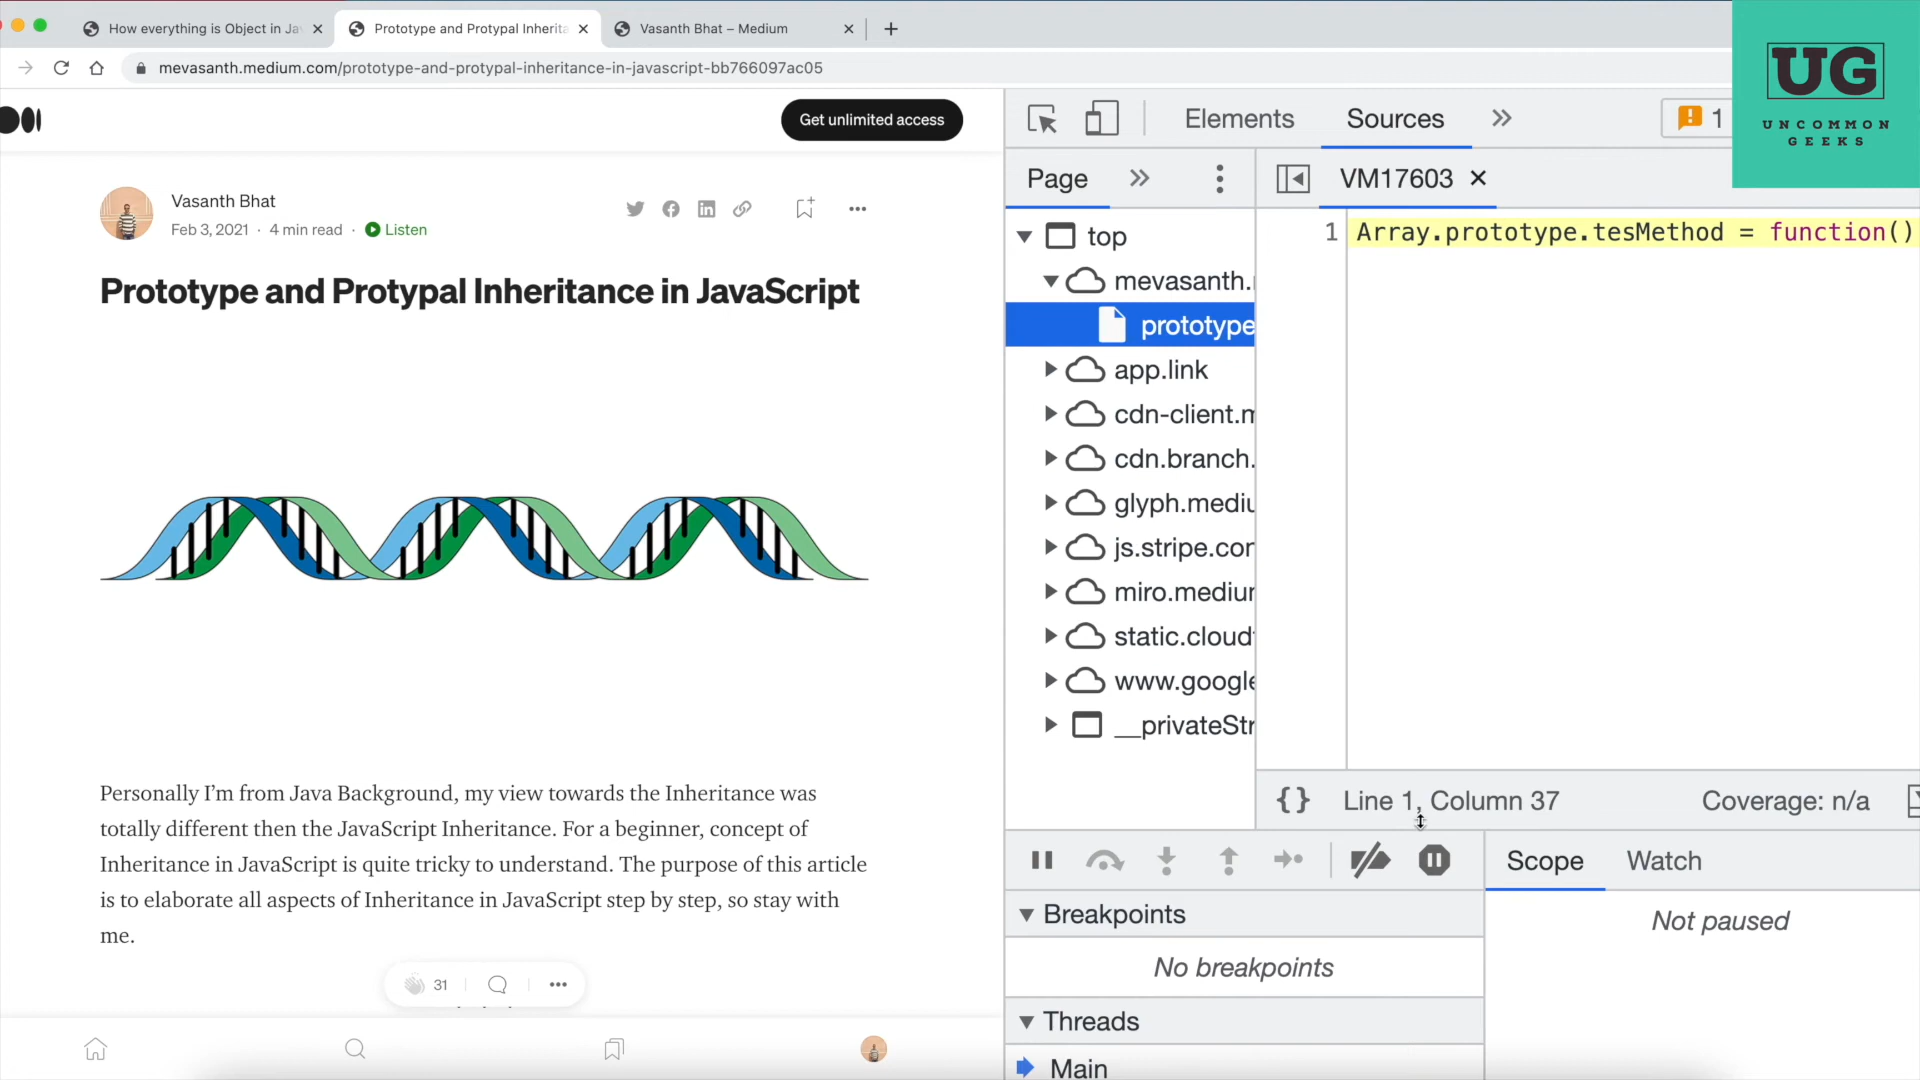 How everything is Object in Ja
Prototype and Protypal Inherita
Vasanth Bhat – Medium
mevasanth.medium.com/prototype-and-protypal-inheritance-in-javascript-bb766097ac05
UG
UNCOMMON
GEEKS
Get unlimited access
Elements
Sources
1
Page
VM17603
Vasanth Bhat
Feb 3, 2021 · 4 min read · Listen
Prototype and Protypal Inheritance in JavaScript
Personally I'm from Java Background, my view towards the Inheritance was
totally different then the JavaScript Inheritance. For a beginner, concept of
Inheritance in JavaScript is quite tricky to understand. The purpose of this article
is to elaborate all aspects of Inheritance in JavaScript step by step, so stay with
me.
31
top
mevasanth.
prototype
app.link
cdn-client.m
cdn.branch.
glyph.mediu
js.stripe.cor
miro.mediur
static.cloud
www.google
__privateStr
1 Array.prototype.tesMethod = function()
{} Line 1, Column 37
Coverage: n/a
Breakpoints
No breakpoints
Threads
Main
Scope
Watch
Not paused